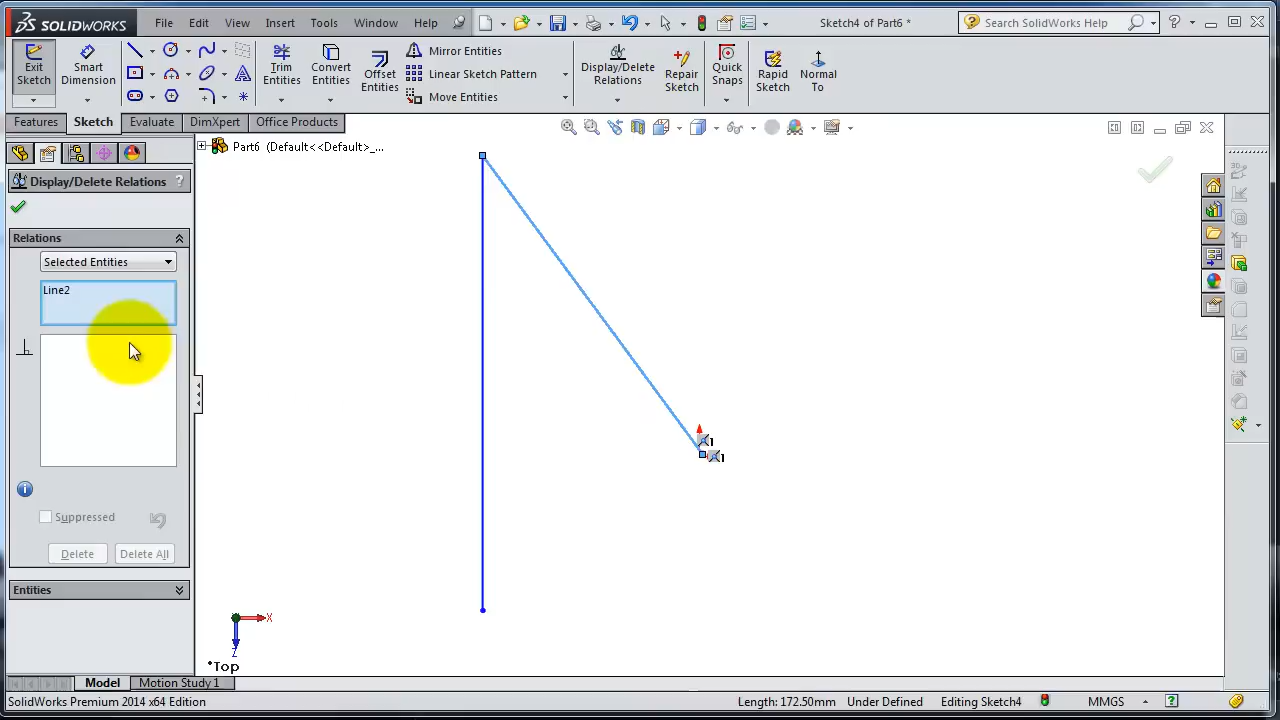 SOLIDWORKS
File Edit View Insert Tools Window Help
Sketch4 of Part6 *
Search SolidWorks Help
Exit Sketch
Smart Dimension
Trim Entities
Convert Entities
Offset Entities
Mirror Entities
Linear Sketch Pattern
Move Entities
Display/Delete Relations
Repair Sketch
Quick Snaps
Rapid Sketch
Normal To
Features Sketch Evaluate DimXpert Office Products
Part6 (Default<<Default>_...
Display/Delete Relations ?
Relations
Selected Entities
Line2
1
1
Suppressed
Delete Delete All
Entities
X
Z
*Top
Model Motion Study 1
SolidWorks Premium 2014 x64 Edition
Length: 172.50mm Under Defined Editing Sketch4 MMGS